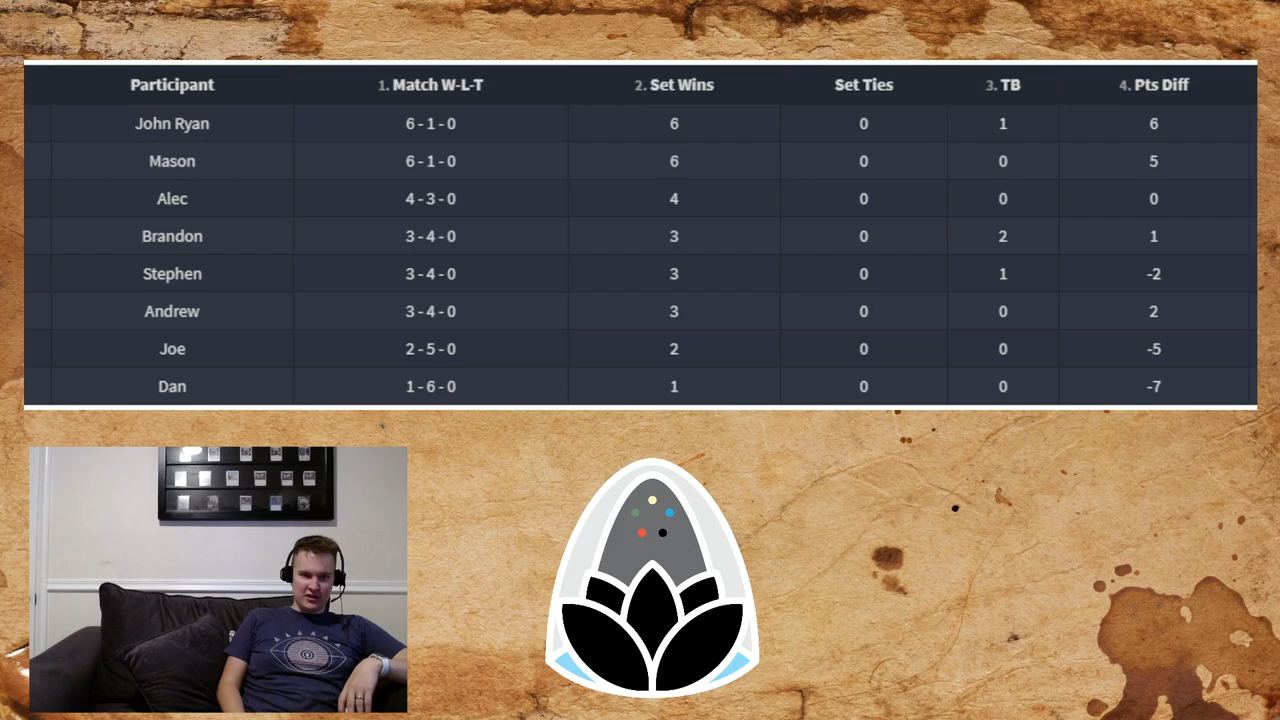 Participant 1. Match W-L-T 2. Set Wins Set Ties 3. TB 4. Pts Diff
John Ryan 6 - 1 - 0 6 0 1 6
Mason 6 - 1 - 0 6 0 0 5
Alec 4 - 3 - 0 4 0 0 0
Brandon 3 - 4 - 0 3 0 2 1
Stephen 3 - 4 - 0 3 0 1 -2
Andrew 3 - 4 - 0 3 0 0 2
Joe 2 - 5 - 0 2 0 0 -5
Dan 1 - 6 - 0 1 0 0 -7